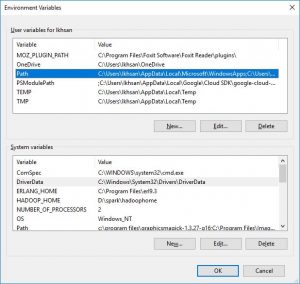 Environment Variables
User variables for Ikhsan
Variable Value
MOZ_PLUGIN_PATH C:\Program Files\Foxit Software\Foxit Reader\plugins\
OneDrive C:\Users\Ikhsan\OneDrive
Path C:\Users\Ikhsan\AppData\Local\Microsoft\WindowsApps;C:\Users\...
PSModulePath ;C:\Users\Ikhsan\AppData\Local\Google\Cloud SDK\google-cloud-...
TEMP C:\Users\Ikhsan\AppData\Local\Temp
TMP C:\Users\Ikhsan\AppData\Local\Temp
New... Edit... Delete
System variables
Variable Value
ComSpec C:\WINDOWS\system32\cmd.exe
DriverData C:\Windows\System32\Drivers\DriverData
ERLANG_HOME C:\Program Files\erl9.3
HADOOP_HOME D:\spark\hadoophome
NUMBER_OF_PROCESSORS 2
OS Windows_NT
Path C:\Program Files\graphicsmagick-1.3.27-q16;C:\Program Files\Imag...
New... Edit... Delete
OK Cancel